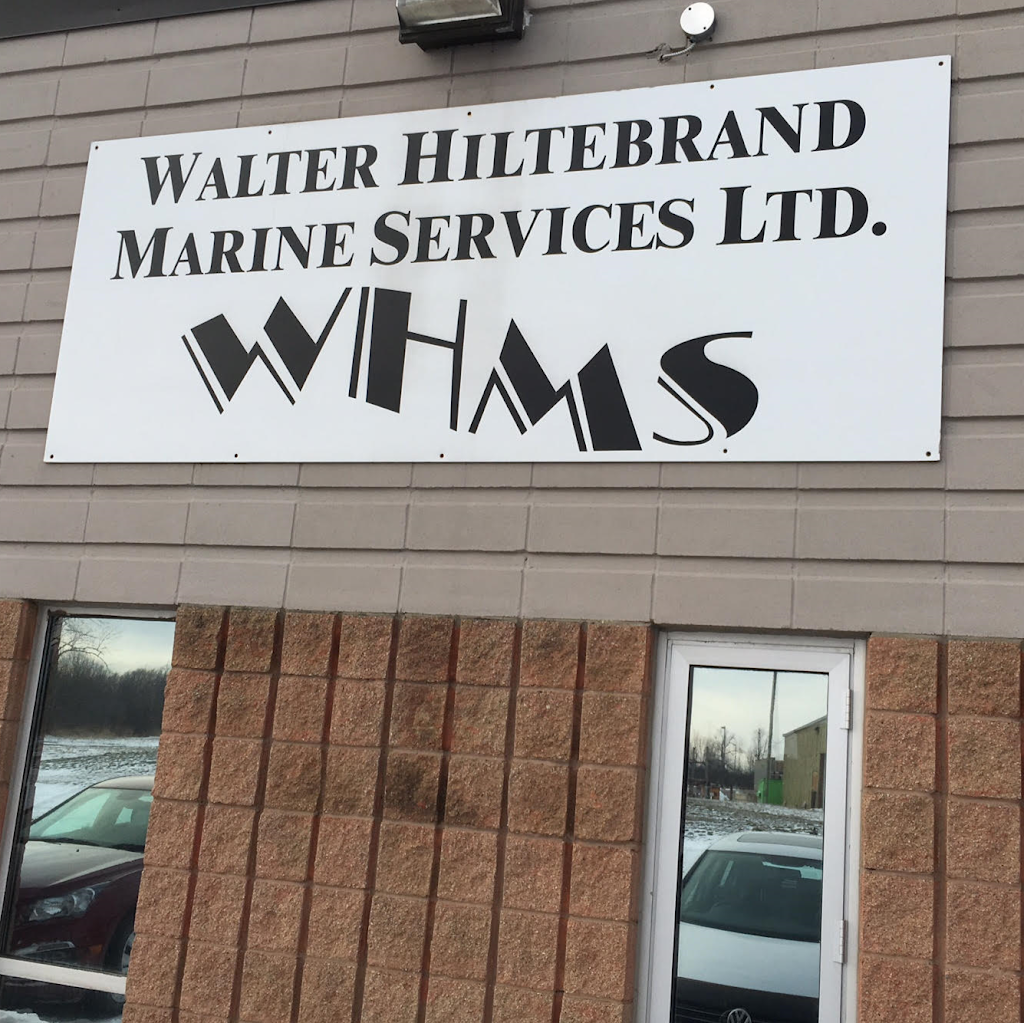 WALTER HILTEBRAND
MARINE SERVICES LTD.
WHMS